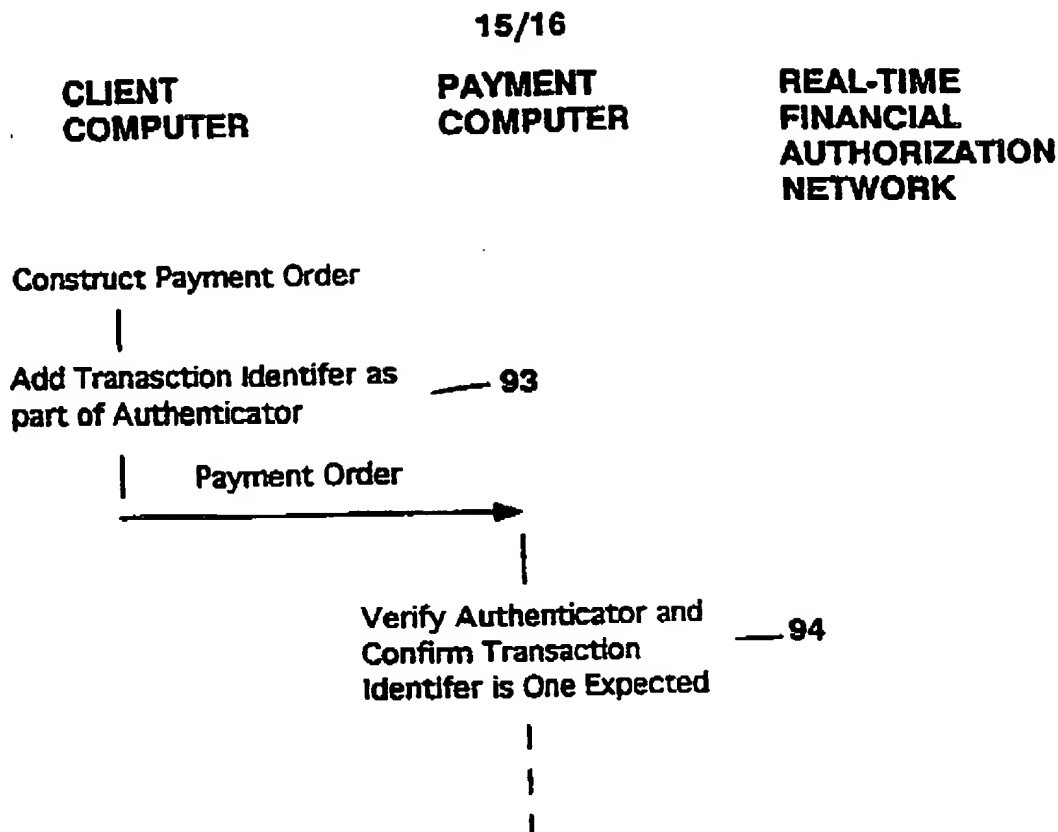 15/16
CLIENT
COMPUTER
PAYMENT
COMPUTER
REAL-TIME
FINANCIAL
AUTHORIZATION
NETWORK
Construct Payment Order
Add Tranasction Identifer as
part of Authenticator
93
Payment Order
Verify Authenticator and
Confirm Transaction
Identifer is One Expected
94